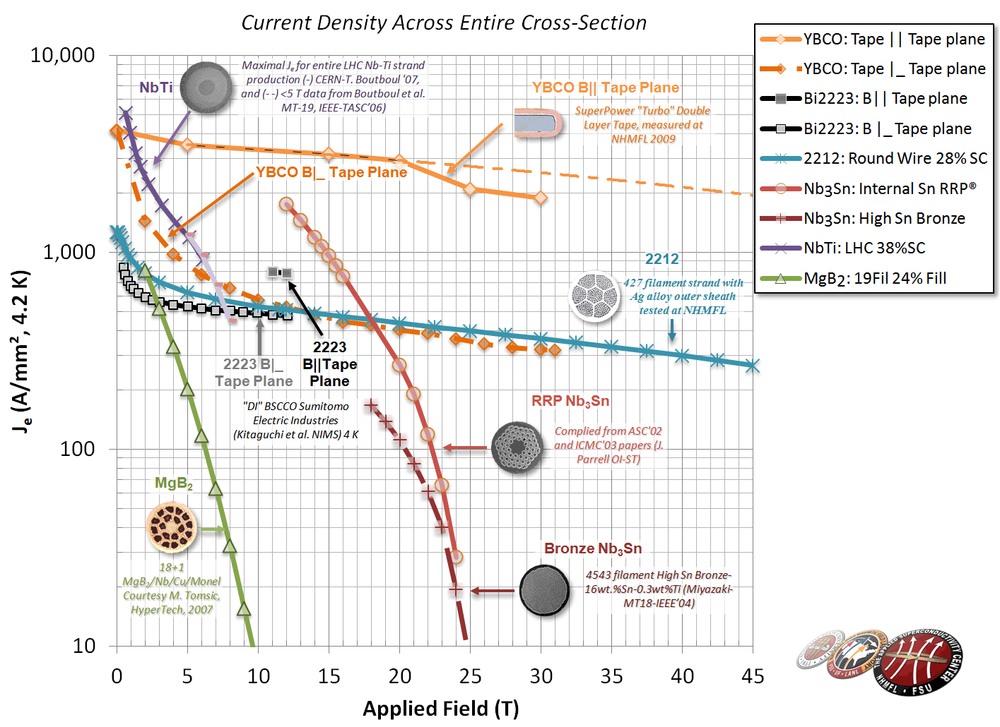 Current Density Across Entire Cross-Section
YBCO: Tape || Tape plane
YBCO: Tape |_ Tape plane
Bi2223: B|| Tape plane
Bi2223: B |_ Tape plane
2212: Round Wire 28% SC
Nb3Sn: Internal Sn RRP®
Nb3Sn: High Sn Bronze
NbTi: LHC 38%SC
MgB2: 19Fil 24% Fill
10,000
1,000
100
10
Je (A/mm², 4.2 K)
NbTi
Maximal Je for entire LHC Nb-Ti strand
production (-) CERN-T. Boutboul '07,
and (- -) <5 T data from Boutboul et al.
MT-19, IEEE-TASC'06)
YBCO B|| Tape Plane
SuperPower "Turbo" Double
Layer Tape, measured at
NHMFL 2009
YBCO B|_ Tape Plane
2212
427 filament strand with
Ag alloy outer sheath
tested at NHMFL
2223 B|_
Tape Plane
2223
B||Tape
Plane
"DI" BSCCO Sumitomo
Electric Industries
(Kitaguchi et al. NIMS) 4 K
RRP Nb3Sn
Complied from ASC'02
and ICMC'03 papers (J.
Parrell OI-ST)
MgB2
18+1
MgB2/Nb/Cu/Monel
Courtesy M. Tomsic,
HyperTech, 2007
Bronze Nb3Sn
4543 filament High Sn Bronze-
16wt.%Sn-0.3wt%Ti (Miyazaki-
MT18-IEEE'04)
0 5 10 15 20 25 30 35 40 45
Applied Field (T)
THE APPLIED SUPERCONDUCTIVITY CENTER
NHMFL · FSU